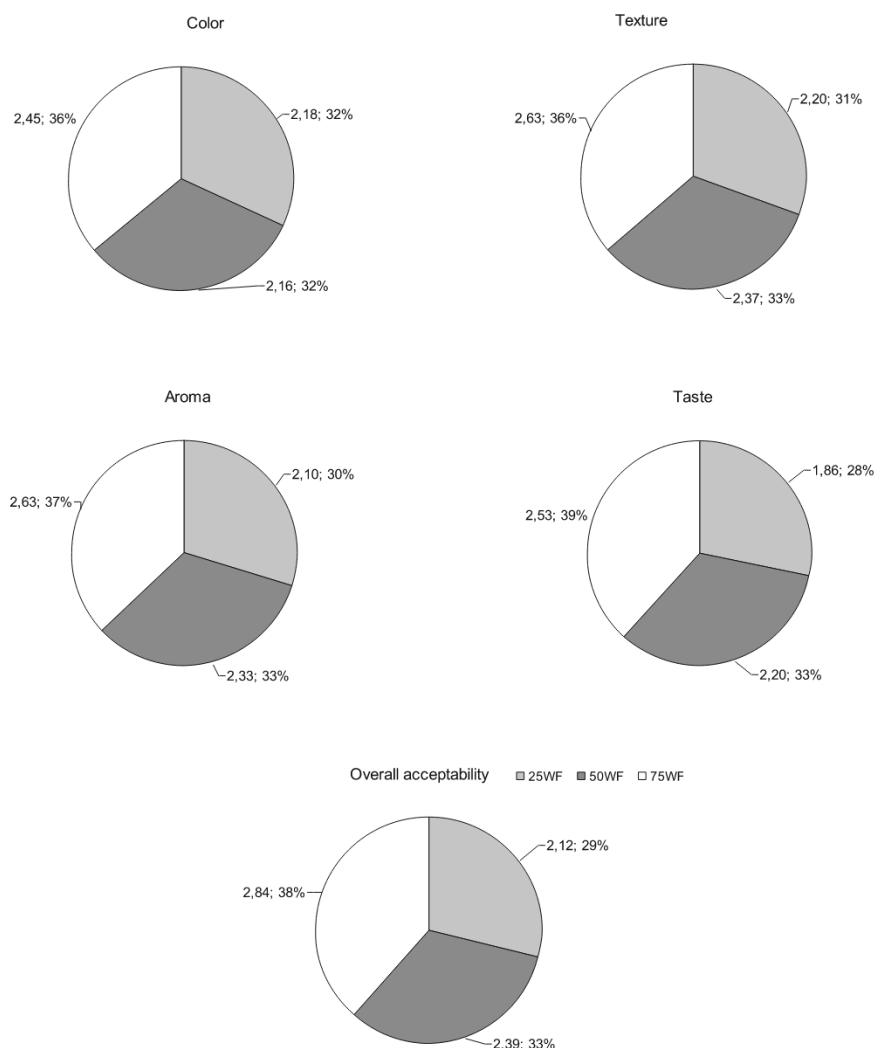 Color
2,45; 36%
2,18; 32%
2,16; 32%
Texture
2,63; 36%
2,20; 31%
2,37; 33%
Aroma
2,63; 37%
2,10; 30%
2,33; 33%
Taste
2,53; 39%
1,86; 28%
2,20; 33%
Overall acceptability
25WF 50WF 75WF
2,84; 38%
2,12; 29%
2,39; 33%